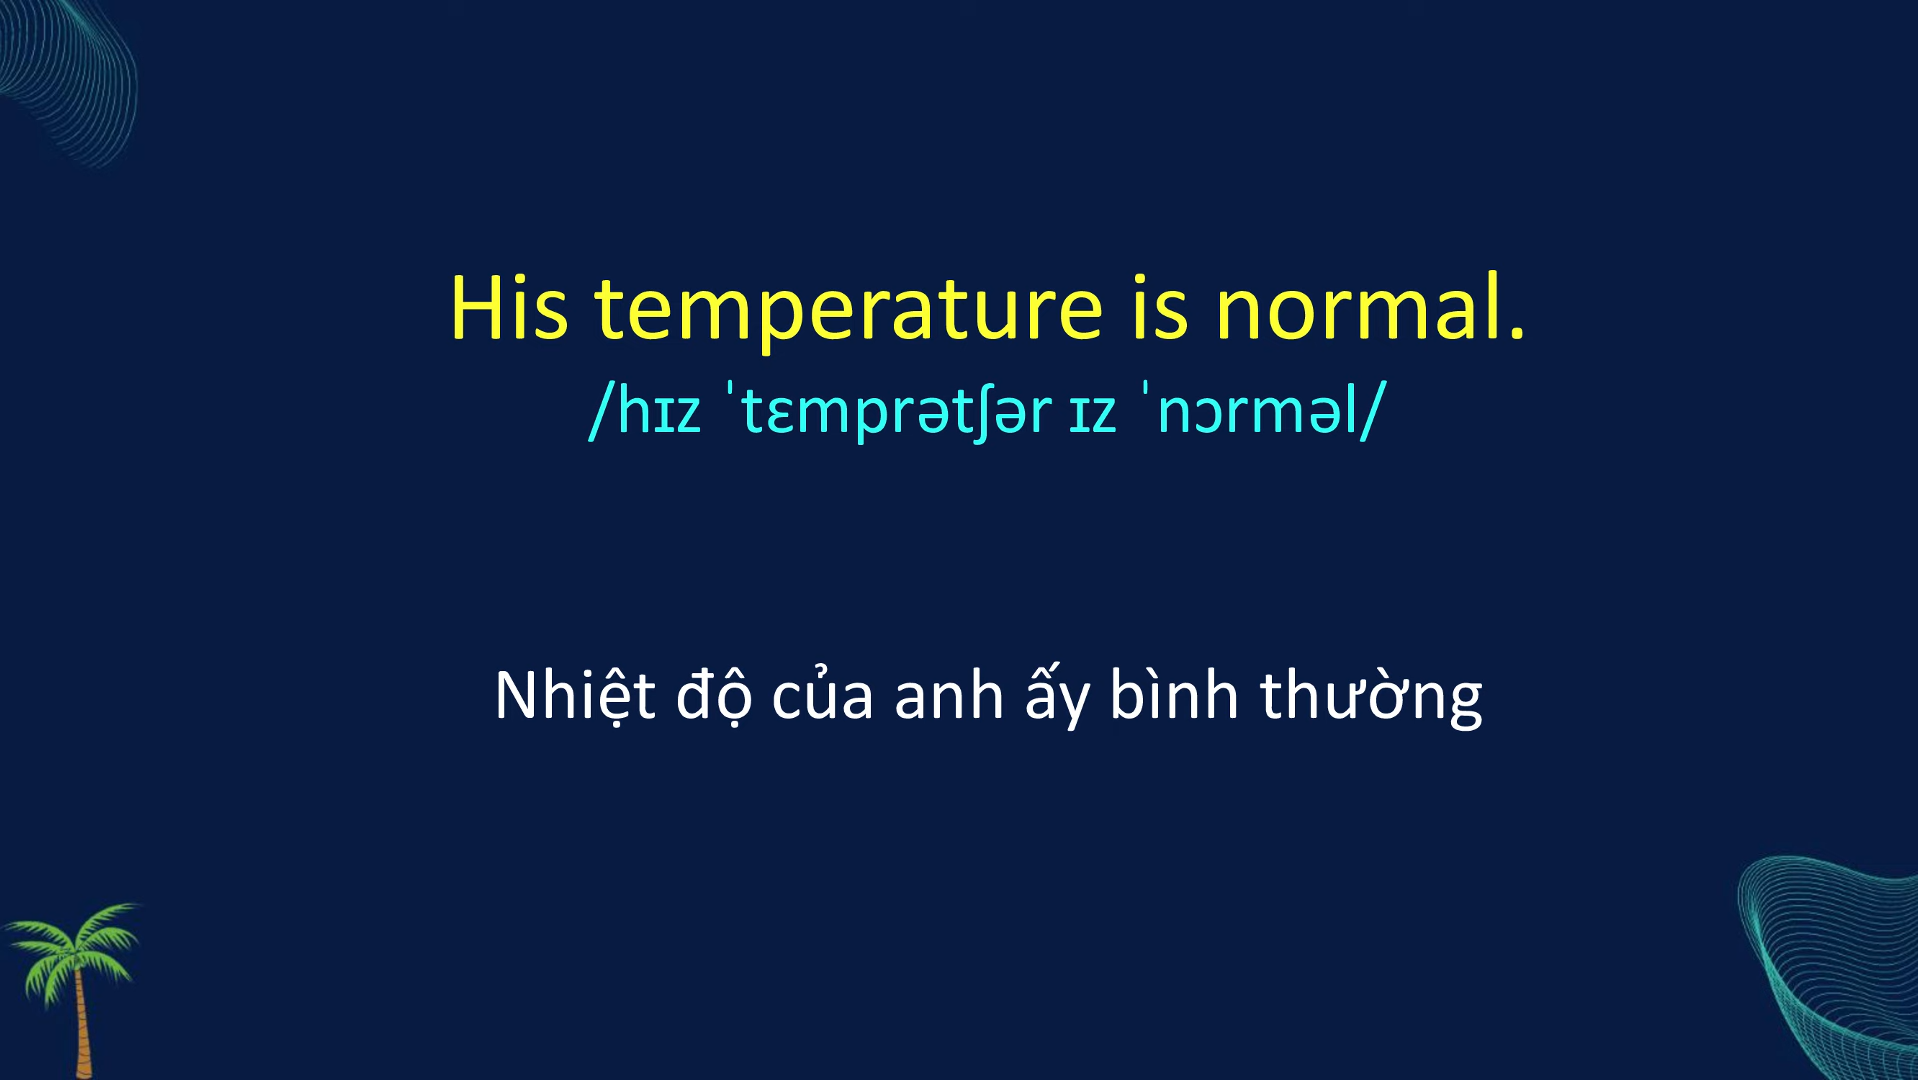 His temperature is normal.
/hɪz ˈtɛmprətʃər ɪz ˈnɔrməl/
Nhiệt độ của anh ấy bình thường